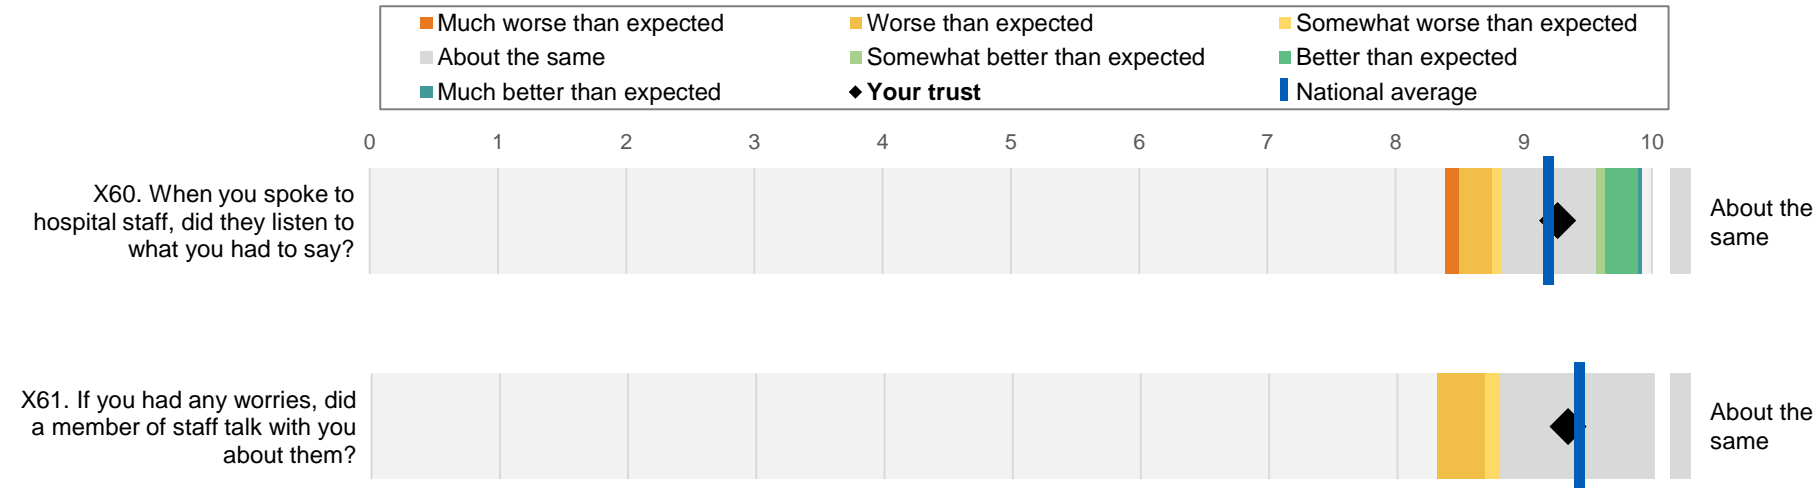 Much worse than expected
Worse than expected
Somewhat worse than expected
About the same
Somewhat better than expected
Better than expected
Much better than expected
Your trust
National average
0 1 2 3 4 5 6 7 8 9 10
X60. When you spoke to
hospital staff, did they listen to
what you had to say?
About the
same
X61. If you had any worries, did
a member of staff talk with you
about them?
About the
same